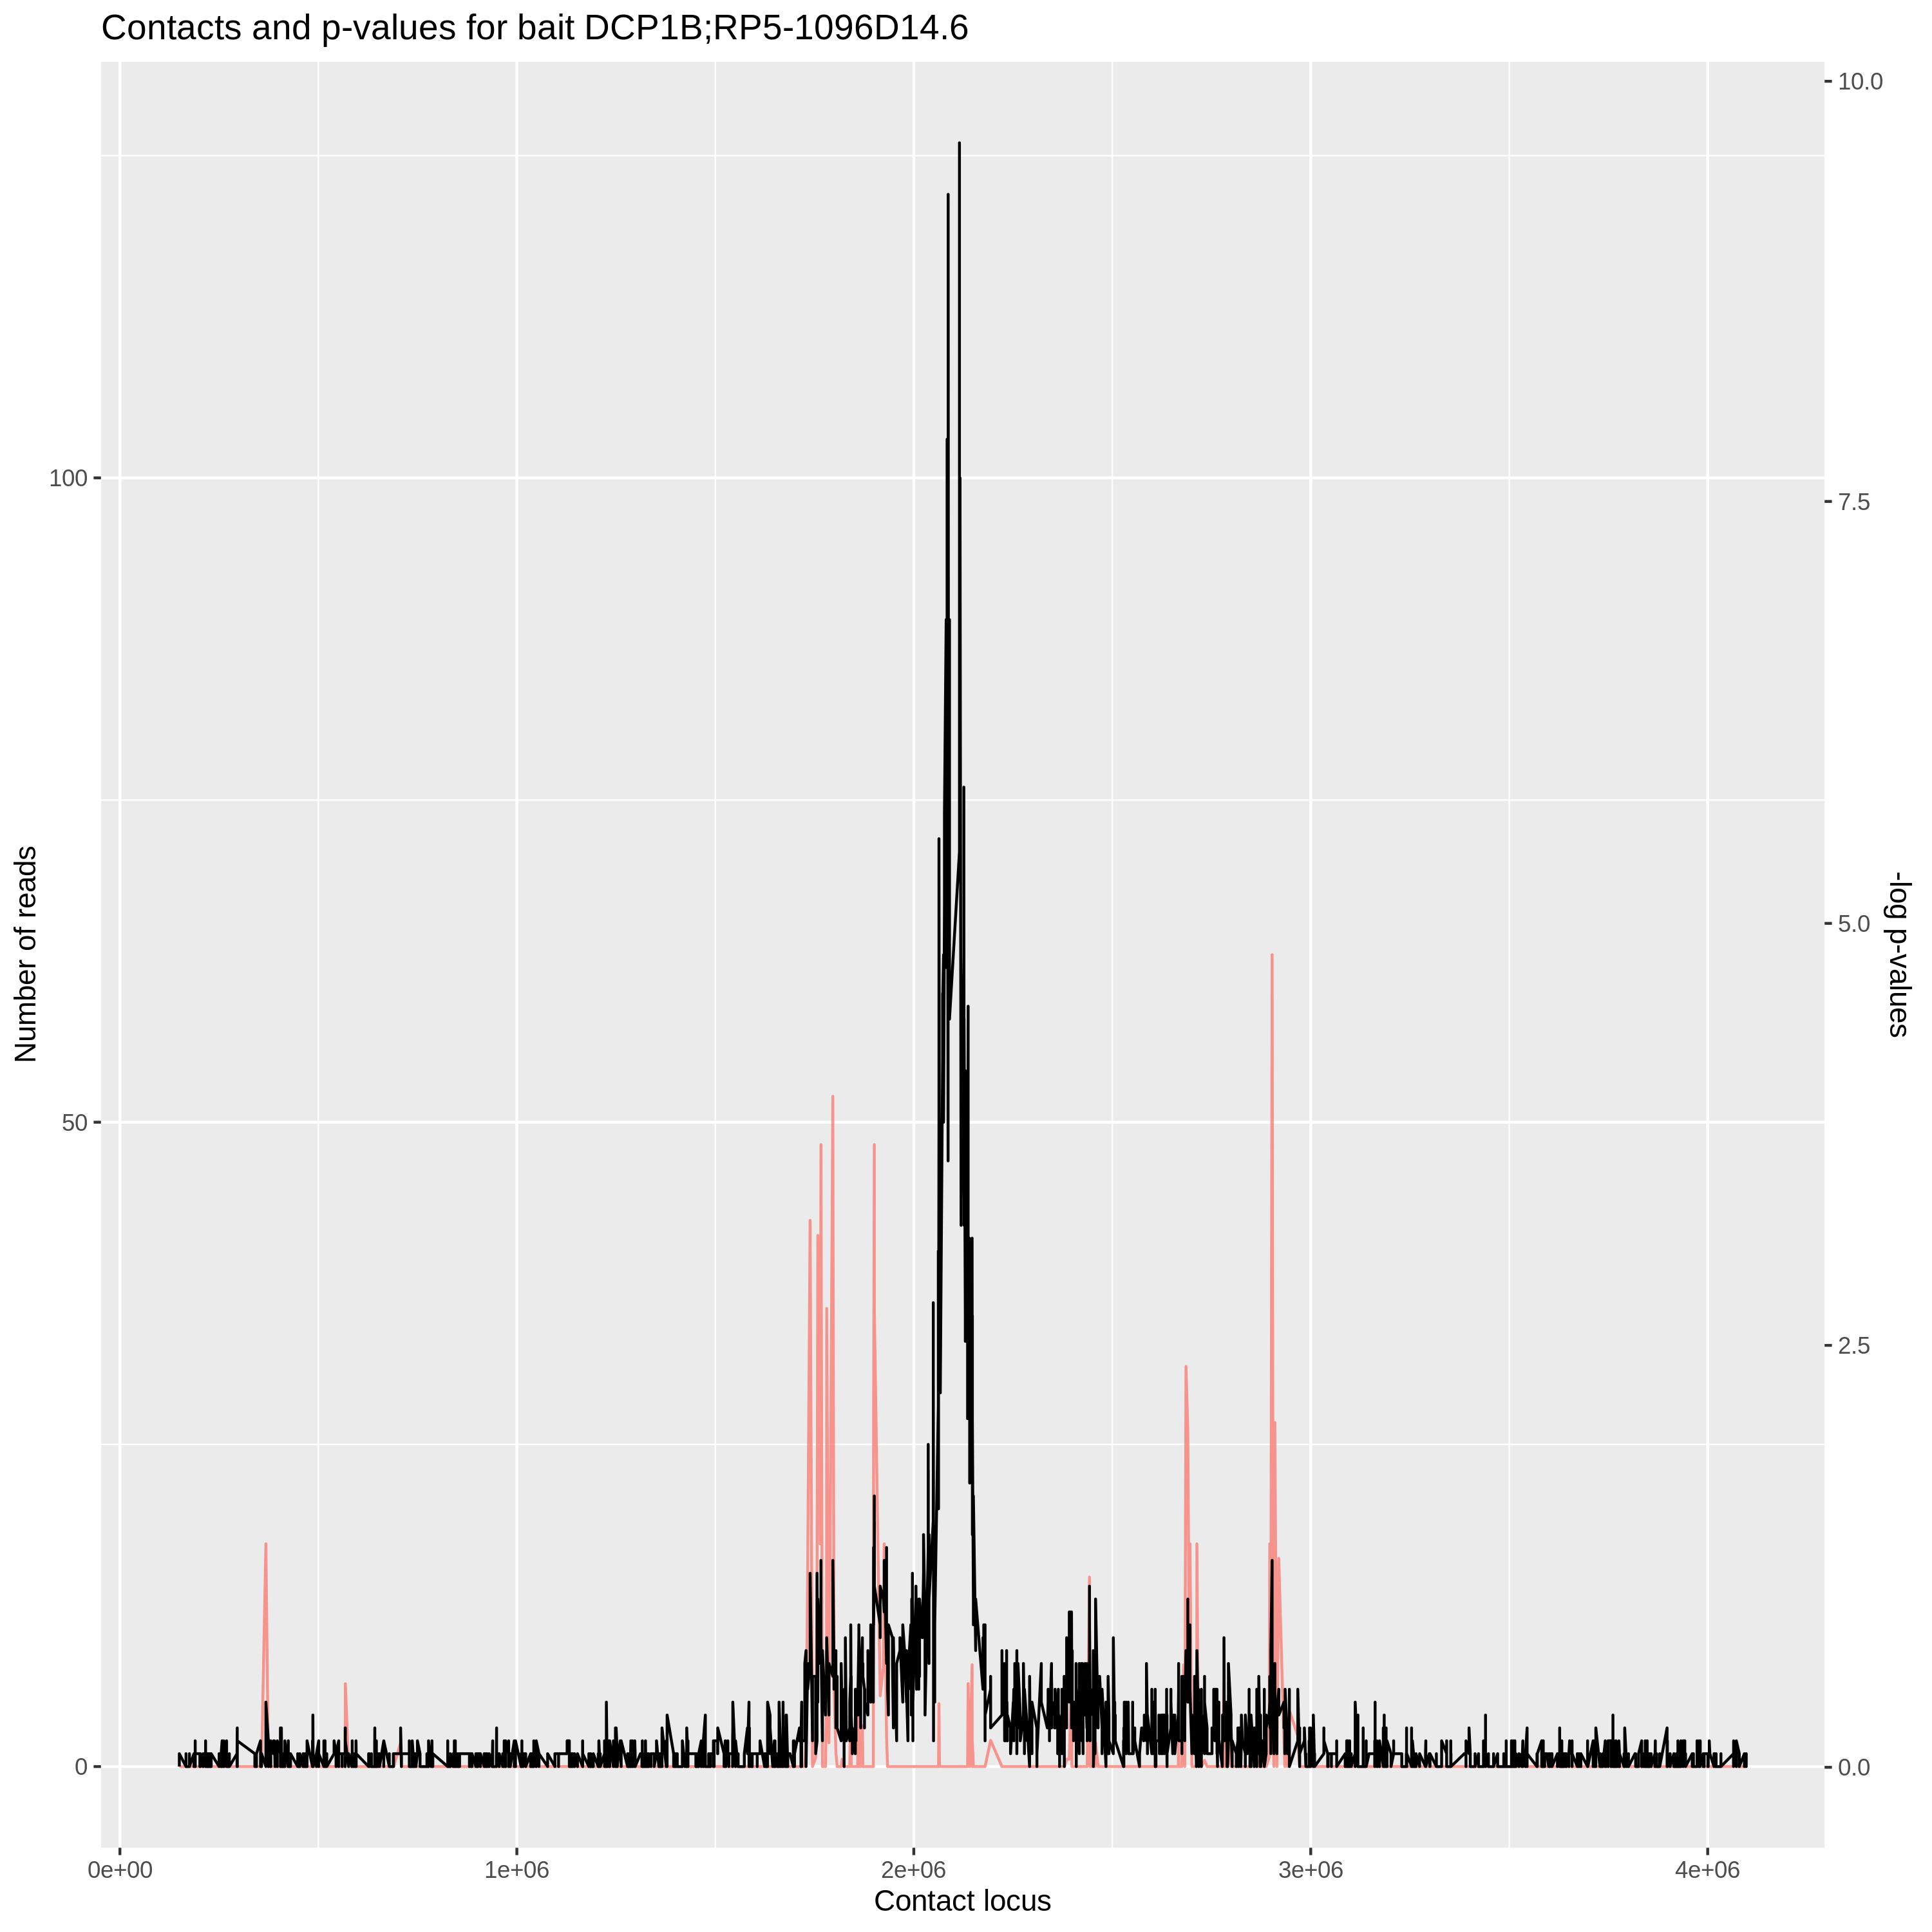 Contacts and p-values for bait DCP1B;RP5-1096D14.6
Number of reads
100
50
0
10.0
7.5
5.0
2.5
0.0
-log p-values
0e+00 1e+06 2e+06 3e+06 4e+06
Contact locus